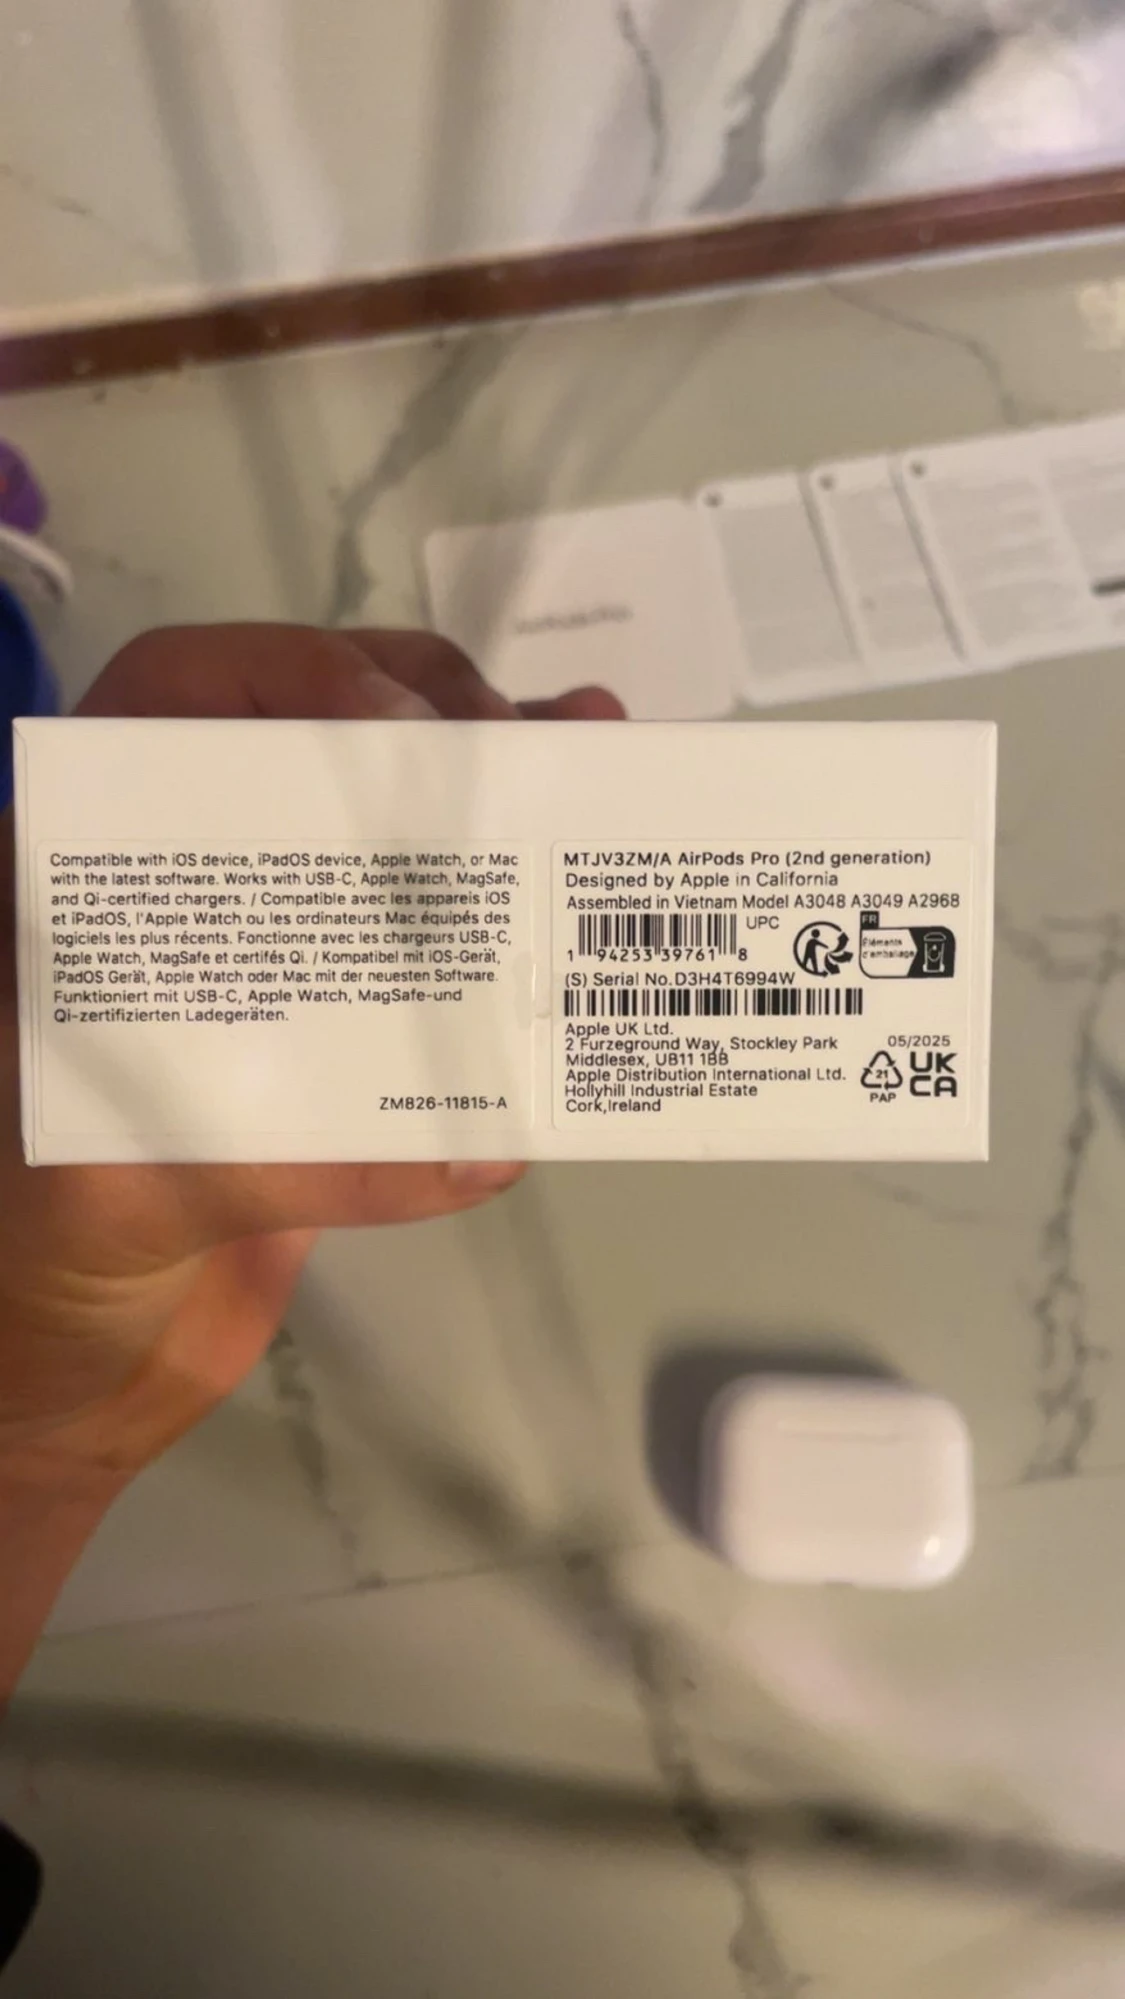 Compatible with iOS device, iPadOS device, Apple Watch, or Mac
with the latest software. Works with USB-C, Apple Watch, MagSafe,
and Qi-certified chargers. / Compatible avec les appareils iOS
et iPadOS, l'Apple Watch ou les ordinateurs Mac équipés des
logiciels les plus récents. Fonctionne avec les chargeurs USB-C,
Apple Watch, MagSafe et certifés Qi. / Kompatibel mit iOS-Gerät,
iPadOS Gerät, Apple Watch oder Mac mit der neuesten Software.
Funktioniert mit USB-C, Apple Watch, MagSafe-und
Qi-zertifizierten Ladegeräten.
ZM826-11815-A
MTJV3ZM/A AirPods Pro (2nd generation)
Designed by Apple in California
Assembled in Vietnam Model A3048 A3049 A2968
UPC
1 94253 39761 8
FR
Éléments
d'emballage
(S) Serial No.D3H4T6994W
Apple UK Ltd.
2 Furzeground Way, Stockley Park
Middlesex, UB11 1BB
Apple Distribution International Ltd.
Hollyhill Industrial Estate
Cork,Ireland
05/2025
21
PAP
UK
CA